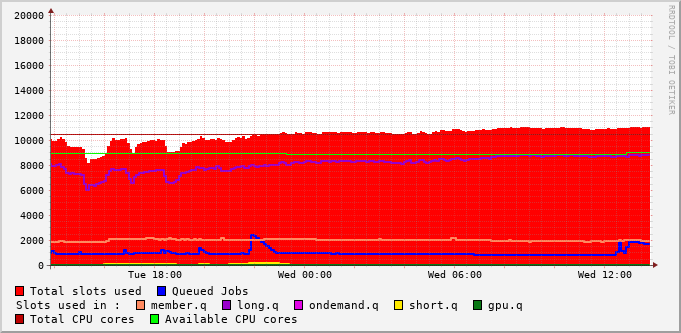 RRDTOOL / TOBI OETIKER
20000
18000
16000
14000
12000
10000
8000
6000
4000
2000
0
Tue 18:00 Wed 00:00 Wed 06:00 Wed 12:00
Total slots used Queued Jobs
Slots used in : member.q long.q ondemand.q short.q gpu.q
Total CPU cores Available CPU cores